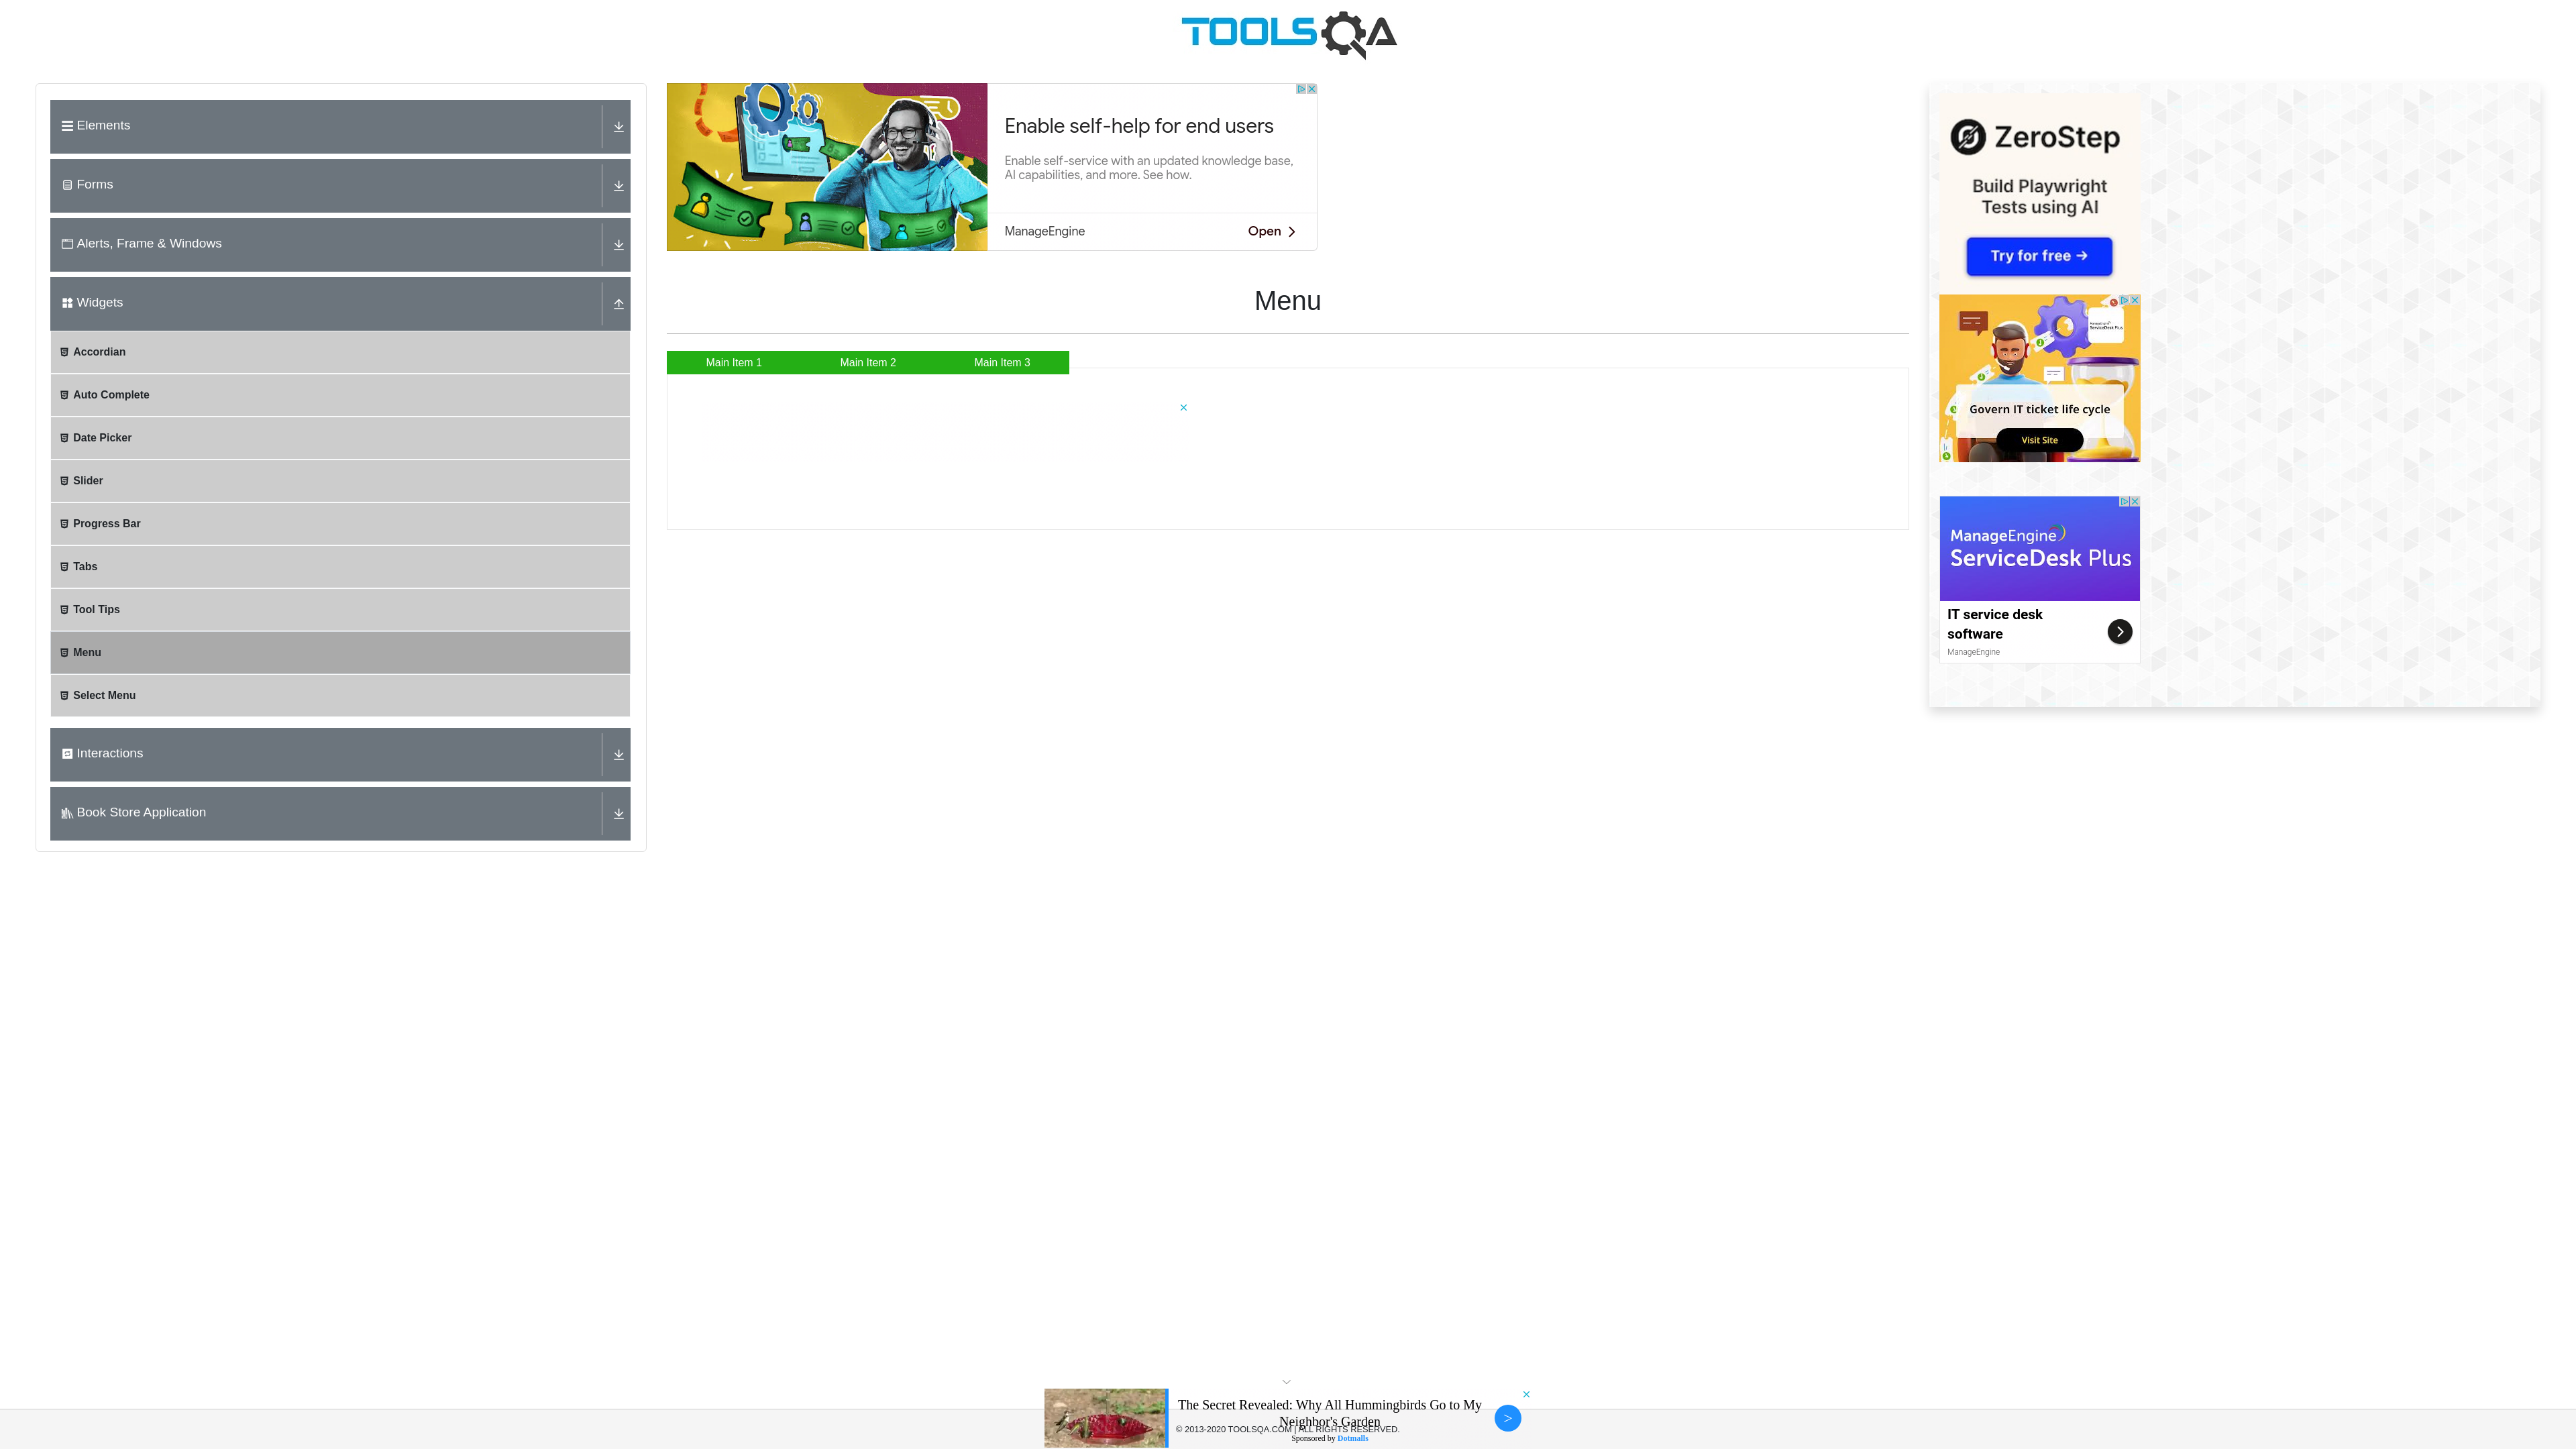 TOOLSQA
Elements
Forms
Alerts, Frame & Windows
Widgets
Accordian
Auto Complete
Date Picker
Slider
Progress Bar
Tabs
Tool Tips
Menu
Select Menu
Interactions
Book Store Application
Enable self-help for end users
Enable self-service with an updated knowledge base,
AI capabilities, and more. See how.
ManageEngine
Open
Menu
Main Item 1
Main Item 2
Main Item 3
ZeroStep
Build Playwright
Tests using AI
Try for free →
ServiceDesk Plus
Govern IT ticket life cycle
Visit Site
ManageEngine
ServiceDesk Plus
IT service desk
software
ManageEngine
The Secret Revealed: Why All Hummingbirds Go to My
Neighbor's Garden
© 2013-2020 TOOLSQA.COM | ALL RIGHTS RESERVED.
Sponsored by Dotmalls